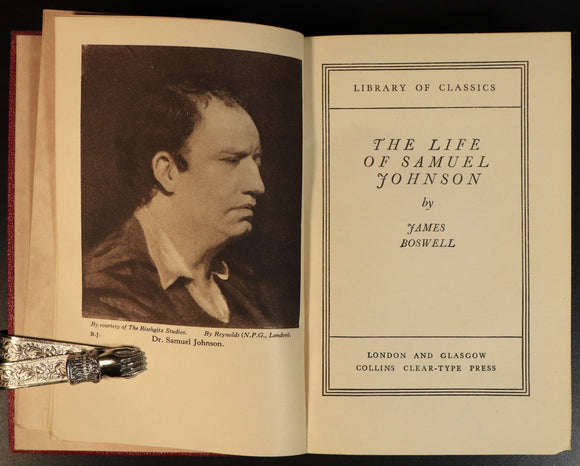 By courtesy of The Rischgitz Studios. By Reynolds (N.P.G., London).
B.J.
Dr. Samuel Johnson.
LIBRARY OF CLASSICS
THE LIFE
OF SAMUEL
JOHNSON
by
JAMES
BOSWELL
LONDON AND GLASGOW
COLLINS CLEAR-TYPE PRESS